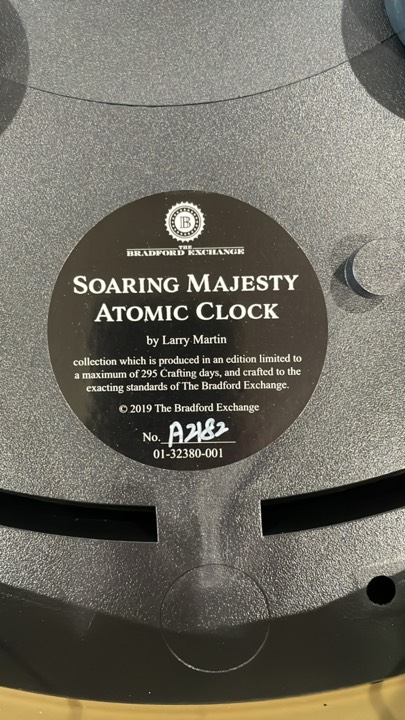 B
THE
BRADFORD EXCHANGE
SOARING MAJESTY
ATOMIC CLOCK
by Larry Martin
collection which is produced in an edition limited to
a maximum of 295 Crafting days, and crafted to the
exacting standards of The Bradford Exchange.
© 2019 The Bradford Exchange
No. A2182
01-32380-001